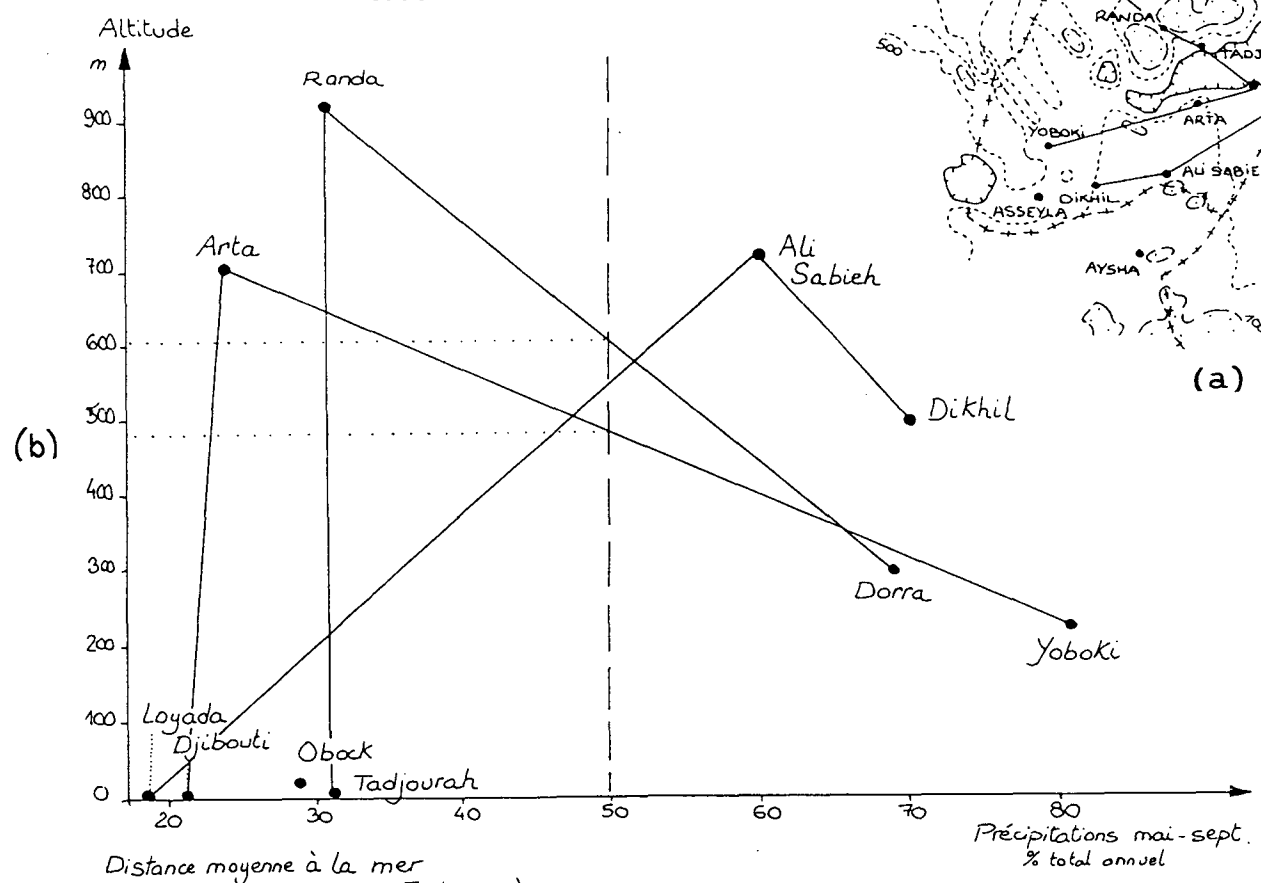 Altitude
m
900
800
700
600
500
400
300
200
100
0
20
30
40
50
60
70
80
Randa
Arta
Ali
Sabieh
Dikhil
Dorra
Yoboki
Loyada
Djibouti
Obock
Tadjourah
Précipitations mai-sept.
% total annuel
Distance moyenne à la mer
(b)
500
RANDA
TADJ
ARTA
YOBOKI
ALI SABIE
DIKHIL
ASSEYLA
AYSHA
(a)